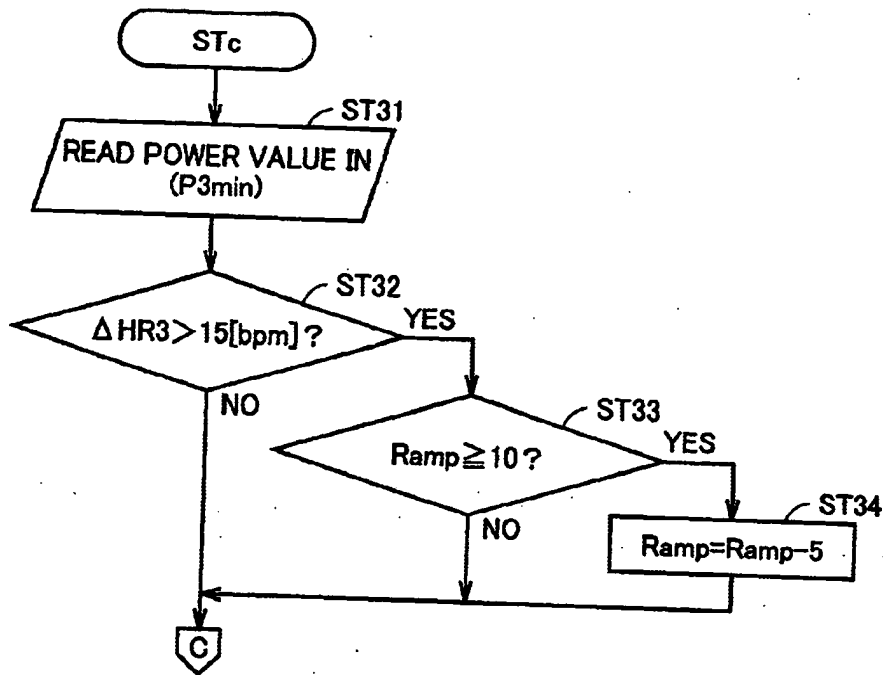 STc
ST31
READ POWER VALUE IN
(P3min)
ST32
ΔHR3>15[bpm]?
YES
NO
ST33
Ramp≧10?
YES
NO
ST34
Ramp=Ramp-5
C